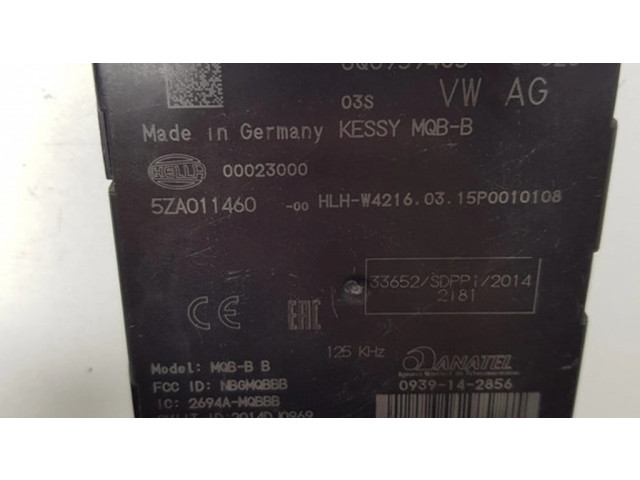 03S VW AG
Made in Germany KESSY MQB-B
HELLA 00023000
5ZA011460 -00 HLH-W4216.03.15P0010108
33652/SDPPI/2014
2181
CE EAC
125 KHz
Model: MQB-B B
ANATEL
FCC ID: NBGMQBBB
0939-14-2856
IC: 2694A-MQBBB